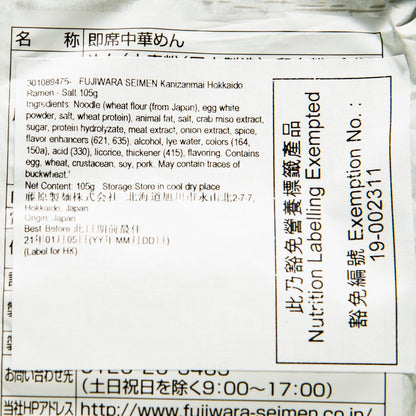 名 称 即席中華めん
301089475- FUJIWARA SEIMEN Kanizanmai Hokkaido
Ramen - Salt 105g
Ingredients: Noodle (wheat flour (from Japan), egg white
powder, salt, wheat protein), animal fat, salt, crab miso extract,
sugar, protein hydrolyzate, meat extract, onion extract, spice,
flavor enhancers (621, 635), alcohol, lye water, colors (164,
150a), acid (330), licorice, thickener (415), flavoring. Contains
egg, wheat, crustacean, soy, pork. May contain traces of
buckwheat.'
Net Content: 105g Storage Store in cool dry place
藤原製麺株式会社 北海道旭川市永山北2-7-7,
Hokkaido, Japan
Origin: Japan
Best Before 此日期前最佳
21年01月05日(YY年MM月DD日)
(Label for HK)
此乃豁免營養標籤產品
Nutrition Labelling Exempted
豁免編號 Exemption No.:
19-002311
お問い合わせ
(土日祝日を除く9:00~17:00)
当社HPアドレス http://www.fujiwara-seimen.co.jp/